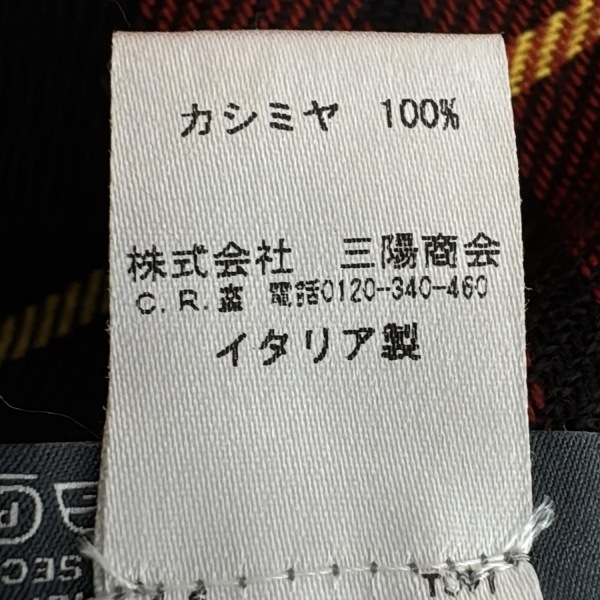 カシミヤ 100%
株式会社 三陽商会
C.R.室 電話0120-340-460
イタリア製